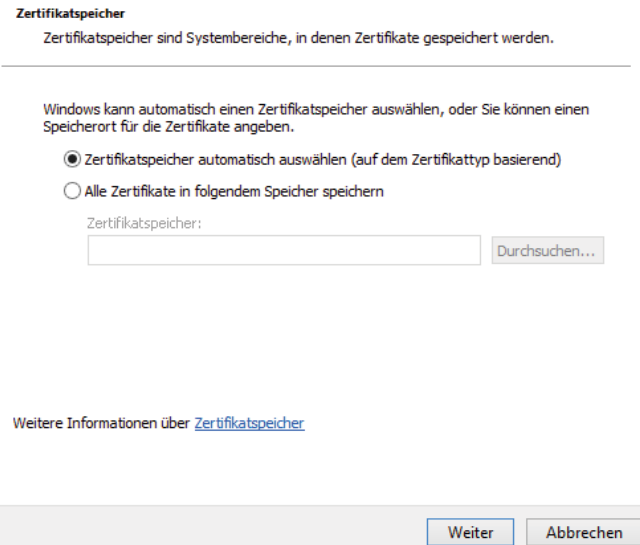 Zertifikatspeicher
Zertifikatspeicher sind Systembereiche, in denen Zertifikate gespeichert werden.
Windows kann automatisch einen Zertifikatspeicher auswählen, oder Sie können einen
Speicherort für die Zertifikate angeben.
Zertifikatspeicher automatisch auswählen (auf dem Zertifikattyp basierend)
Alle Zertifikate in folgendem Speicher speichern
Zertifikatspeicher:
Durchsuchen...
Weitere Informationen über Zertifikatspeicher
Weiter
Abbrechen